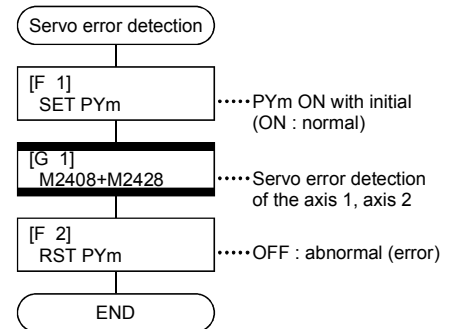 Servo error detection
[F 1]
SET PYm
PYm ON with initial
(ON : normal)
[G 1]
M2408+M2428
Servo error detection
of the axis 1, axis 2
[F 2]
RST PYm
OFF : abnormal (error)
END